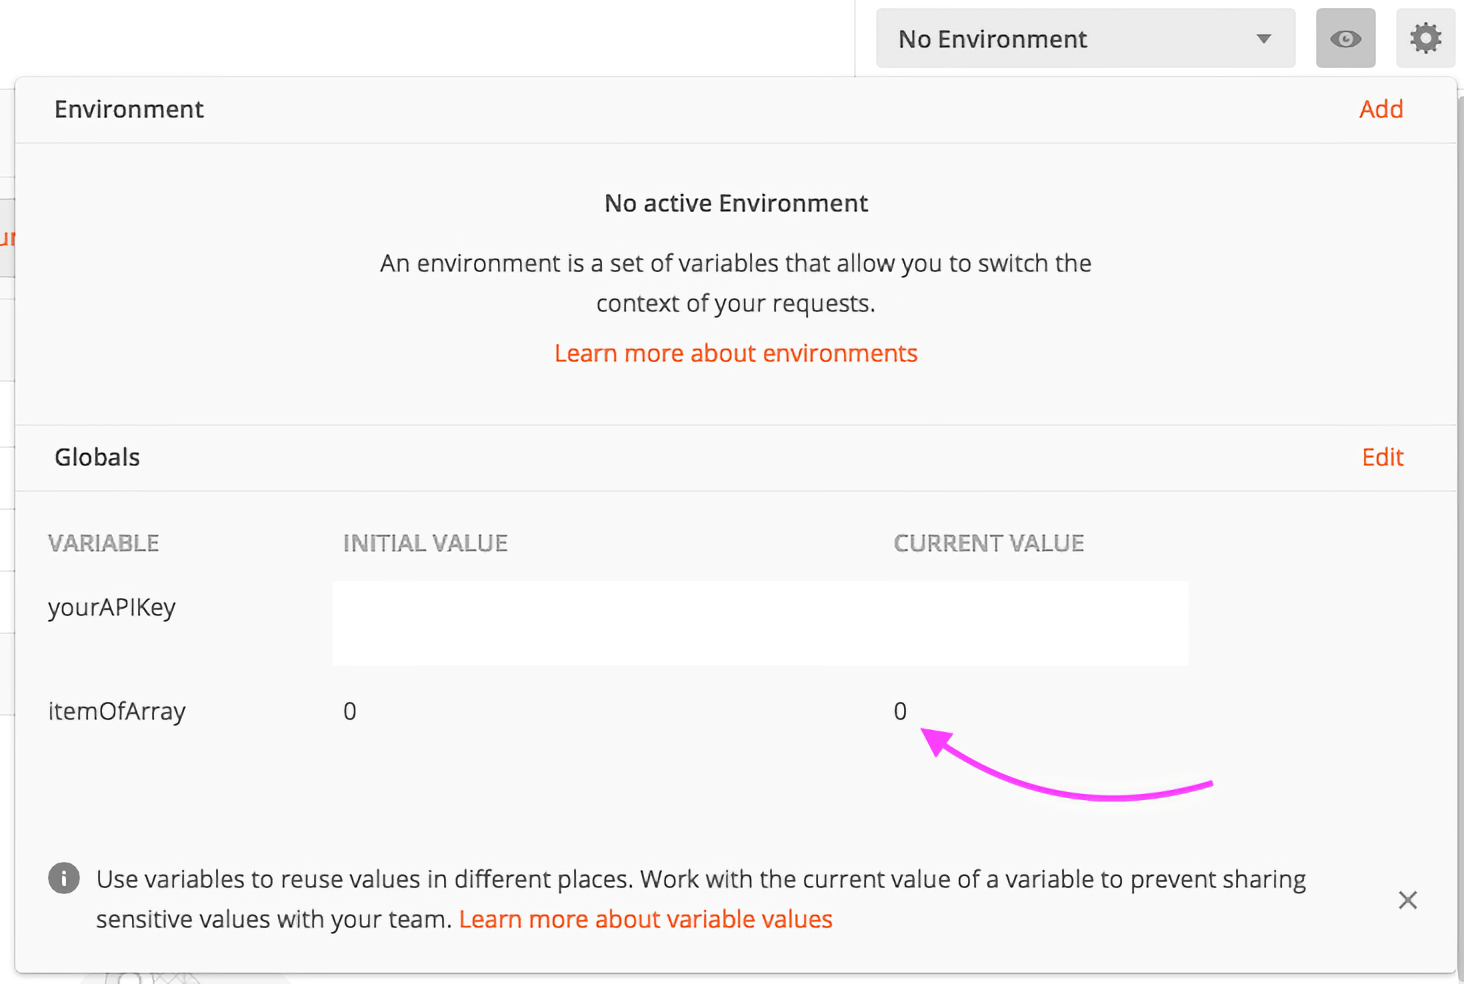 No Environment
Environment
Add
No active Environment
An environment is a set of variables that allow you to switch the
context of your requests.
Learn more about environments
Globals
Edit
VARIABLE
INITIAL VALUE
CURRENT VALUE
yourAPIKey
itemOfArray
0
0
Use variables to reuse values in different places. Work with the current value of a variable to prevent sharing
sensitive values with your team. Learn more about variable values